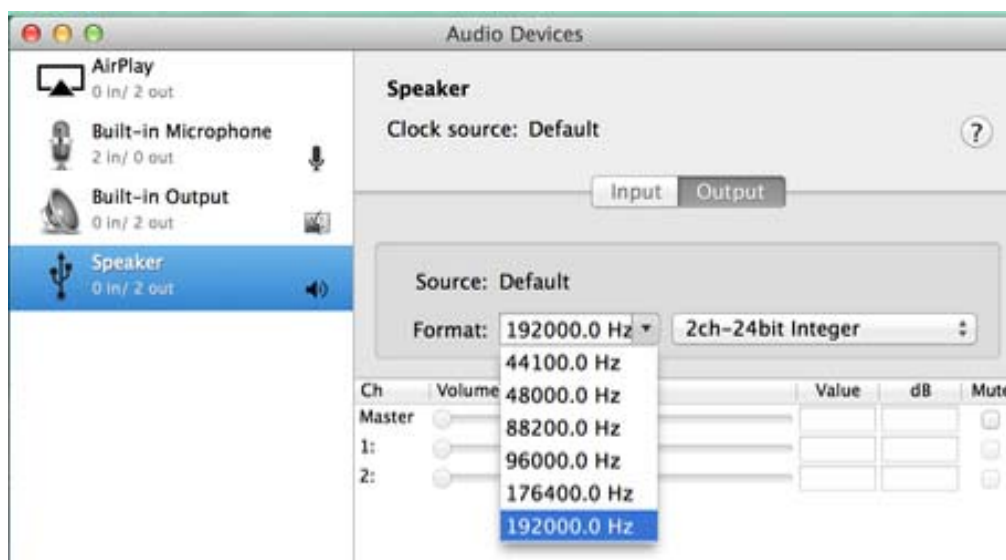 Audio Devices
AirPlay
0 in/ 2 out
Built-in Microphone
2 in/ 0 out
Built-in Output
0 in/ 2 out
Speaker
0 in/ 2 out
Speaker
Clock source: Default
?
Input Output
Source: Default
Format: 192000.0 Hz 2ch-24bit Integer
44100.0 Hz
48000.0 Hz
88200.0 Hz
96000.0 Hz
176400.0 Hz
192000.0 Hz
Ch Volume Value dB Mute
Master
1:
2: